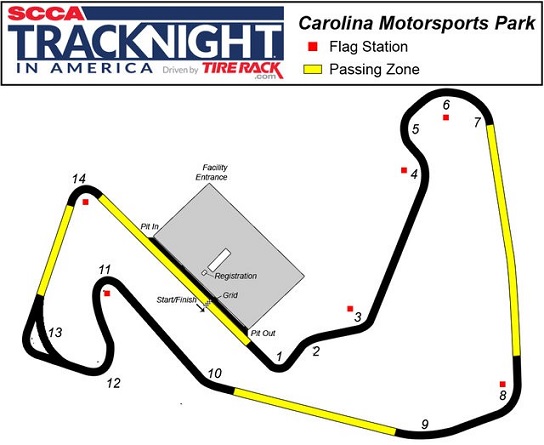 SCCA
TRACKNIGHT
IN AMERICA Driven by TIRE RACK
.com
Carolina Motorsports Park
Flag Station
Passing Zone
6
5
7
4
14
Facility
Entrance
Pit In
11
Registration
Grid
Start/Finish
3
13
Pit Out
1
2
12
10
8
9